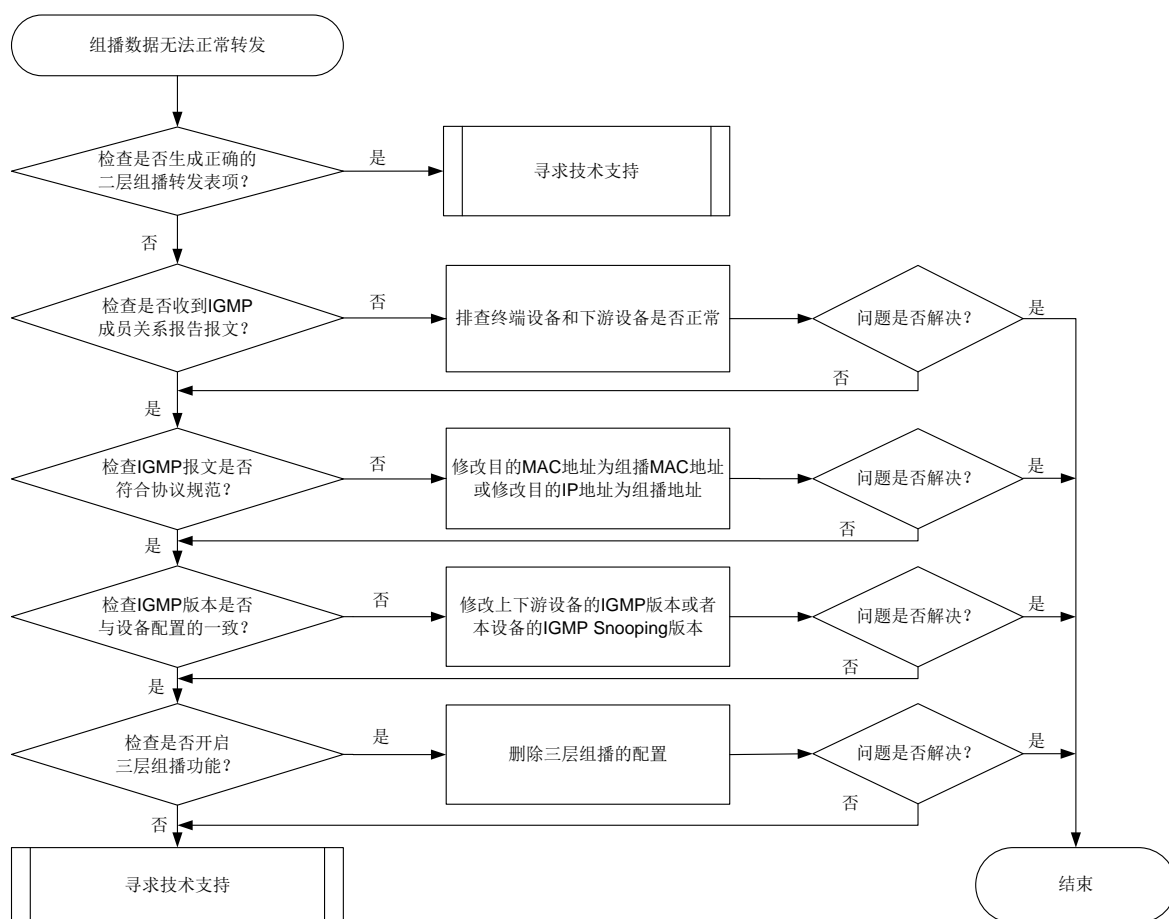 组播数据无法正常转发
检查是否生成正确的
二层组播转发表项?
是
寻求技术支持
否
检查是否收到IGMP
成员关系报告报文?
否
排查终端设备和下游设备是否正常
问题是否解决?
是
否
是
检查IGMP报文是否
符合协议规范?
否
修改目的MAC地址为组播MAC地址
或修改目的IP地址为组播地址
问题是否解决?
是
否
是
检查IGMP版本是否
与设备配置的一致?
否
修改上下游设备的IGMP版本或者
本设备的IGMP Snooping版本
问题是否解决?
是
否
是
检查是否开启
三层组播功能?
是
删除三层组播的配置
问题是否解决?
是
否
否
寻求技术支持
结束